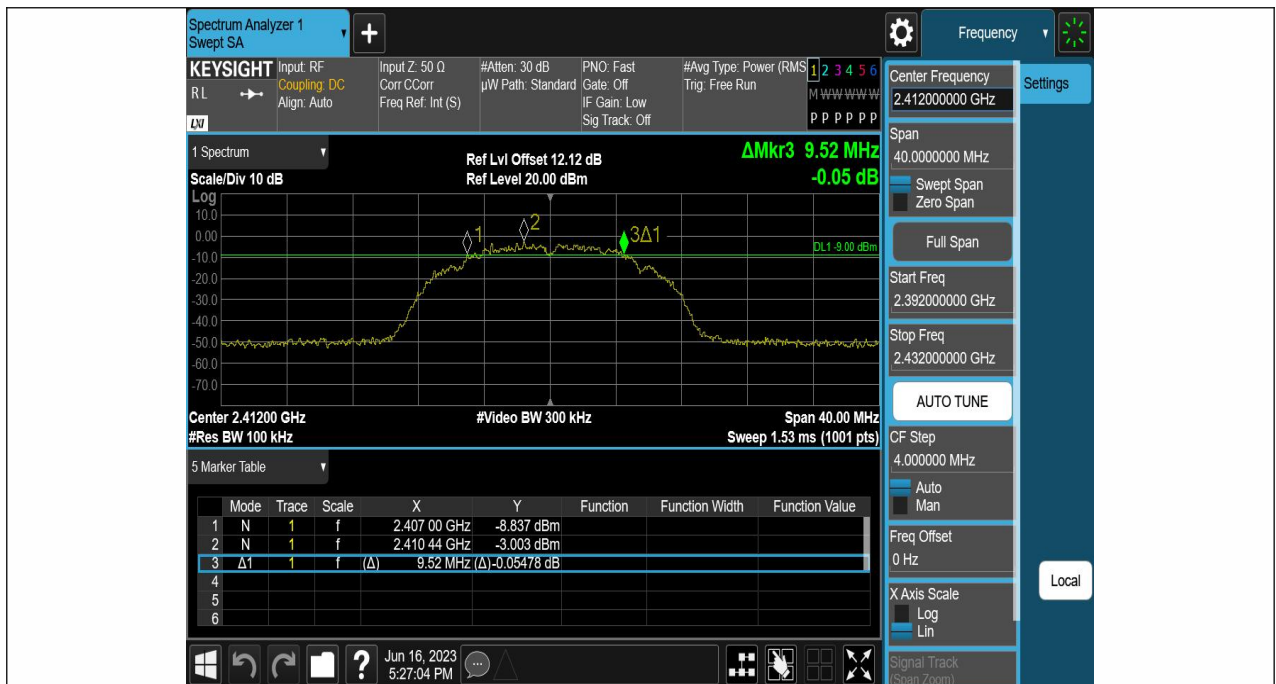 Spectrum Analyzer 1
Swept SA
+
Frequency
KEYSIGHT
RL
LXI
Input: RF
Coupling: DC
Align: Auto
Input Z: 50 Ω
Corr CCorr
Freq Ref: Int (S)
#Atten: 30 dB
µW Path: Standard
PNO: Fast
Gate: Off
IF Gain: Low
Sig Track: Off
#Avg Type: Power (RMS
Trig: Free Run
1 2 3 4 5 6
M W W W W W
P P P P P P
Center Frequency
2.412000000 GHz
Settings
Span
40.0000000 MHz
Swept Span
Zero Span
Full Span
Start Freq
2.392000000 GHz
Stop Freq
2.432000000 GHz
AUTO TUNE
CF Step
4.000000 MHz
Auto
Man
Freq Offset
0 Hz
X Axis Scale
Log
Lin
Signal Track
(Span Zoom)
Local
1 Spectrum
Scale/Div 10 dB
Ref Lvl Offset 12.12 dB
Ref Level 20.00 dBm
ΔMkr3 9.52 MHz
-0.05 dB
Log
10.0
0.00
-10.0
-20.0
-30.0
-40.0
-50.0
-60.0
-70.0
1
2
3Δ1
DL1 -9.00 dBm
Center 2.41200 GHz
#Video BW 300 kHz
Span 40.00 MHz
#Res BW 100 kHz
Sweep 1.53 ms (1001 pts)
5 Marker Table
Mode Trace Scale X Y Function Function Width Function Value
1 N 1 f 2.407 00 GHz -8.837 dBm
2 N 1 f 2.410 44 GHz -3.003 dBm
3 Δ1 1 f (Δ) 9.52 MHz (Δ) -0.05478 dB
4
5
6
?
Jun 16, 2023
5:27:04 PM